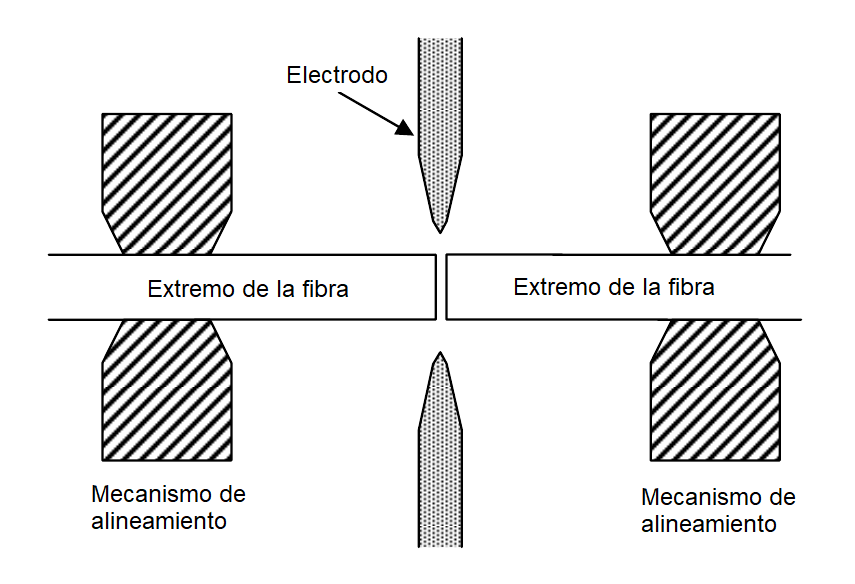 Electrodo
Extremo de la fibra
Extremo de la fibra
Mecanismo de
alineamiento
Mecanismo de
alineamiento